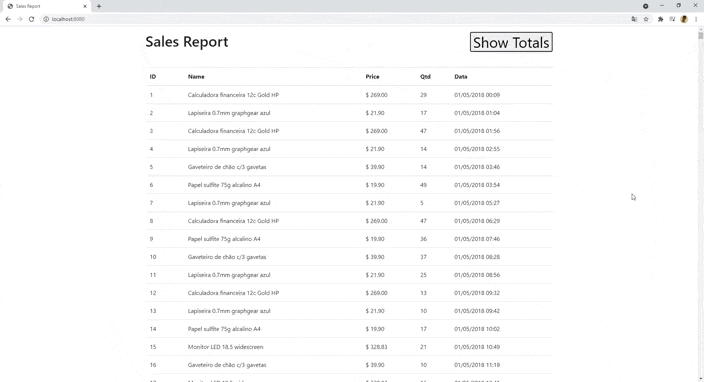 Sales Report
localhost:8080
Sales Report
Show Totals
ID Name Price Qtd Data
1 Calculadora financeira 12c Gold HP $ 269.00 29 01/05/2018 00:09
2 Lapiseira 0.7mm graphgear azul $ 21.90 17 01/05/2018 01:04
3 Calculadora financeira 12c Gold HP $ 269.00 47 01/05/2018 01:56
4 Lapiseira 0.7mm graphgear azul $ 21.90 14 01/05/2018 02:55
5 Gaveteiro de chão c/3 gavetas $ 39.90 14 01/05/2018 03:46
6 Papel sulfite 75g alcalino A4 $ 19.90 49 01/05/2018 03:54
7 Lapiseira 0.7mm graphgear azul $ 21.90 5 01/05/2018 05:27
8 Calculadora financeira 12c Gold HP $ 269.00 47 01/05/2018 06:29
9 Papel sulfite 75g alcalino A4 $ 19.90 36 01/05/2018 07:46
10 Gaveteiro de chão c/3 gavetas $ 39.90 37 01/05/2018 08:28
11 Lapiseira 0.7mm graphgear azul $ 21.90 25 01/05/2018 08:56
12 Calculadora financeira 12c Gold HP $ 269.00 13 01/05/2018 09:32
13 Lapiseira 0.7mm graphgear azul $ 21.90 10 01/05/2018 09:42
14 Papel sulfite 75g alcalino A4 $ 19.90 17 01/05/2018 10:02
15 Monitor LED 18,5 widescreen $ 328.83 21 01/05/2018 10:49
16 Gaveteiro de chão c/3 gavetas $ 39.90 10 01/05/2018 11:19